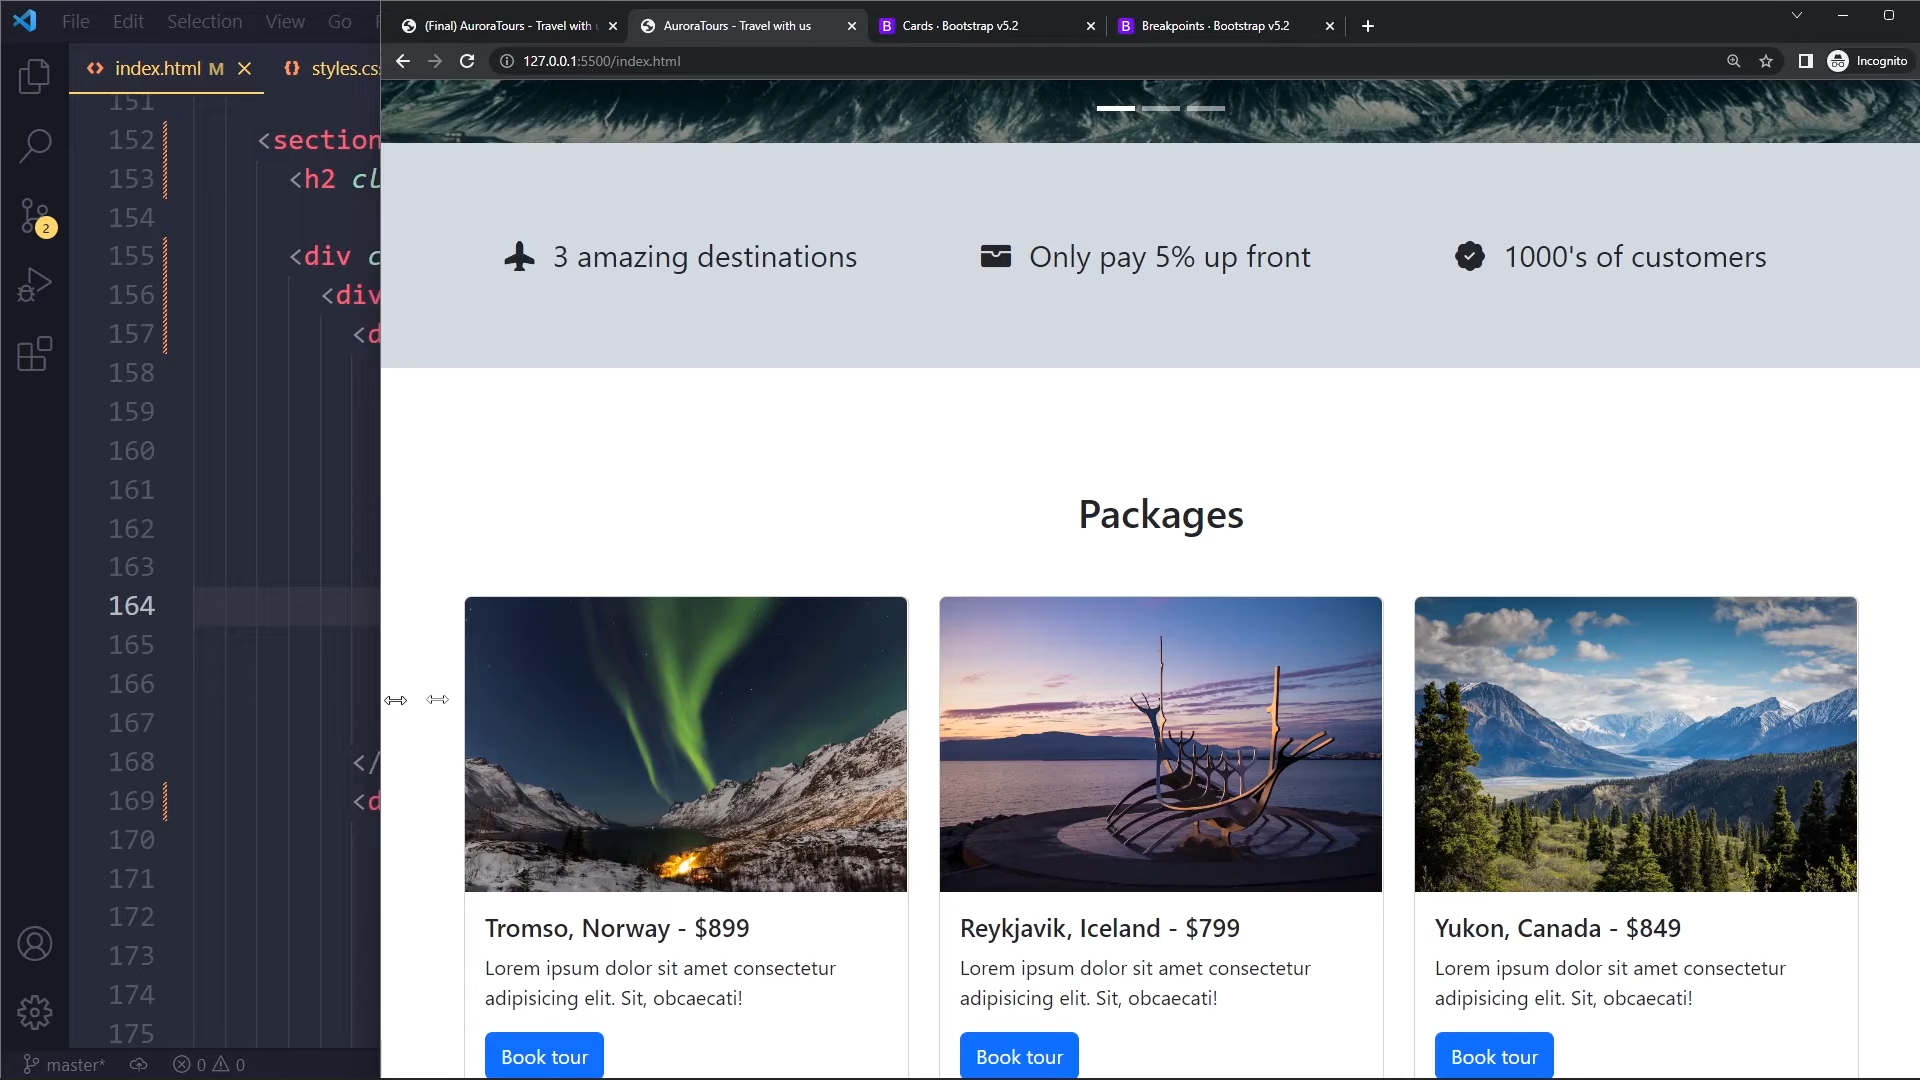 File Edit Selection View Go
(Final) AuroraTours - Travel with
AuroraTours - Travel with us
Cards · Bootstrap v5.2
Breakpoints · Bootstrap v5.2
index.html M
styles.css
127.0.0.1:5500/index.html
Incognito
151
152 <section
153 <h2 cl
154
155 <div c
156 <div
157 <d
158
159
160
161
162
163
164
165
166
167
168 </
169 <d
170
171
172
173
174
175
2
master*
0 0
3 amazing destinations
Only pay 5% up front
1000's of customers
Packages
Tromso, Norway - $899
Lorem ipsum dolor sit amet consectetur
adipisicing elit. Sit, obcaecati!
Book tour
Reykjavik, Iceland - $799
Lorem ipsum dolor sit amet consectetur
adipisicing elit. Sit, obcaecati!
Book tour
Yukon, Canada - $849
Lorem ipsum dolor sit amet consectetur
adipisicing elit. Sit, obcaecati!
Book tour